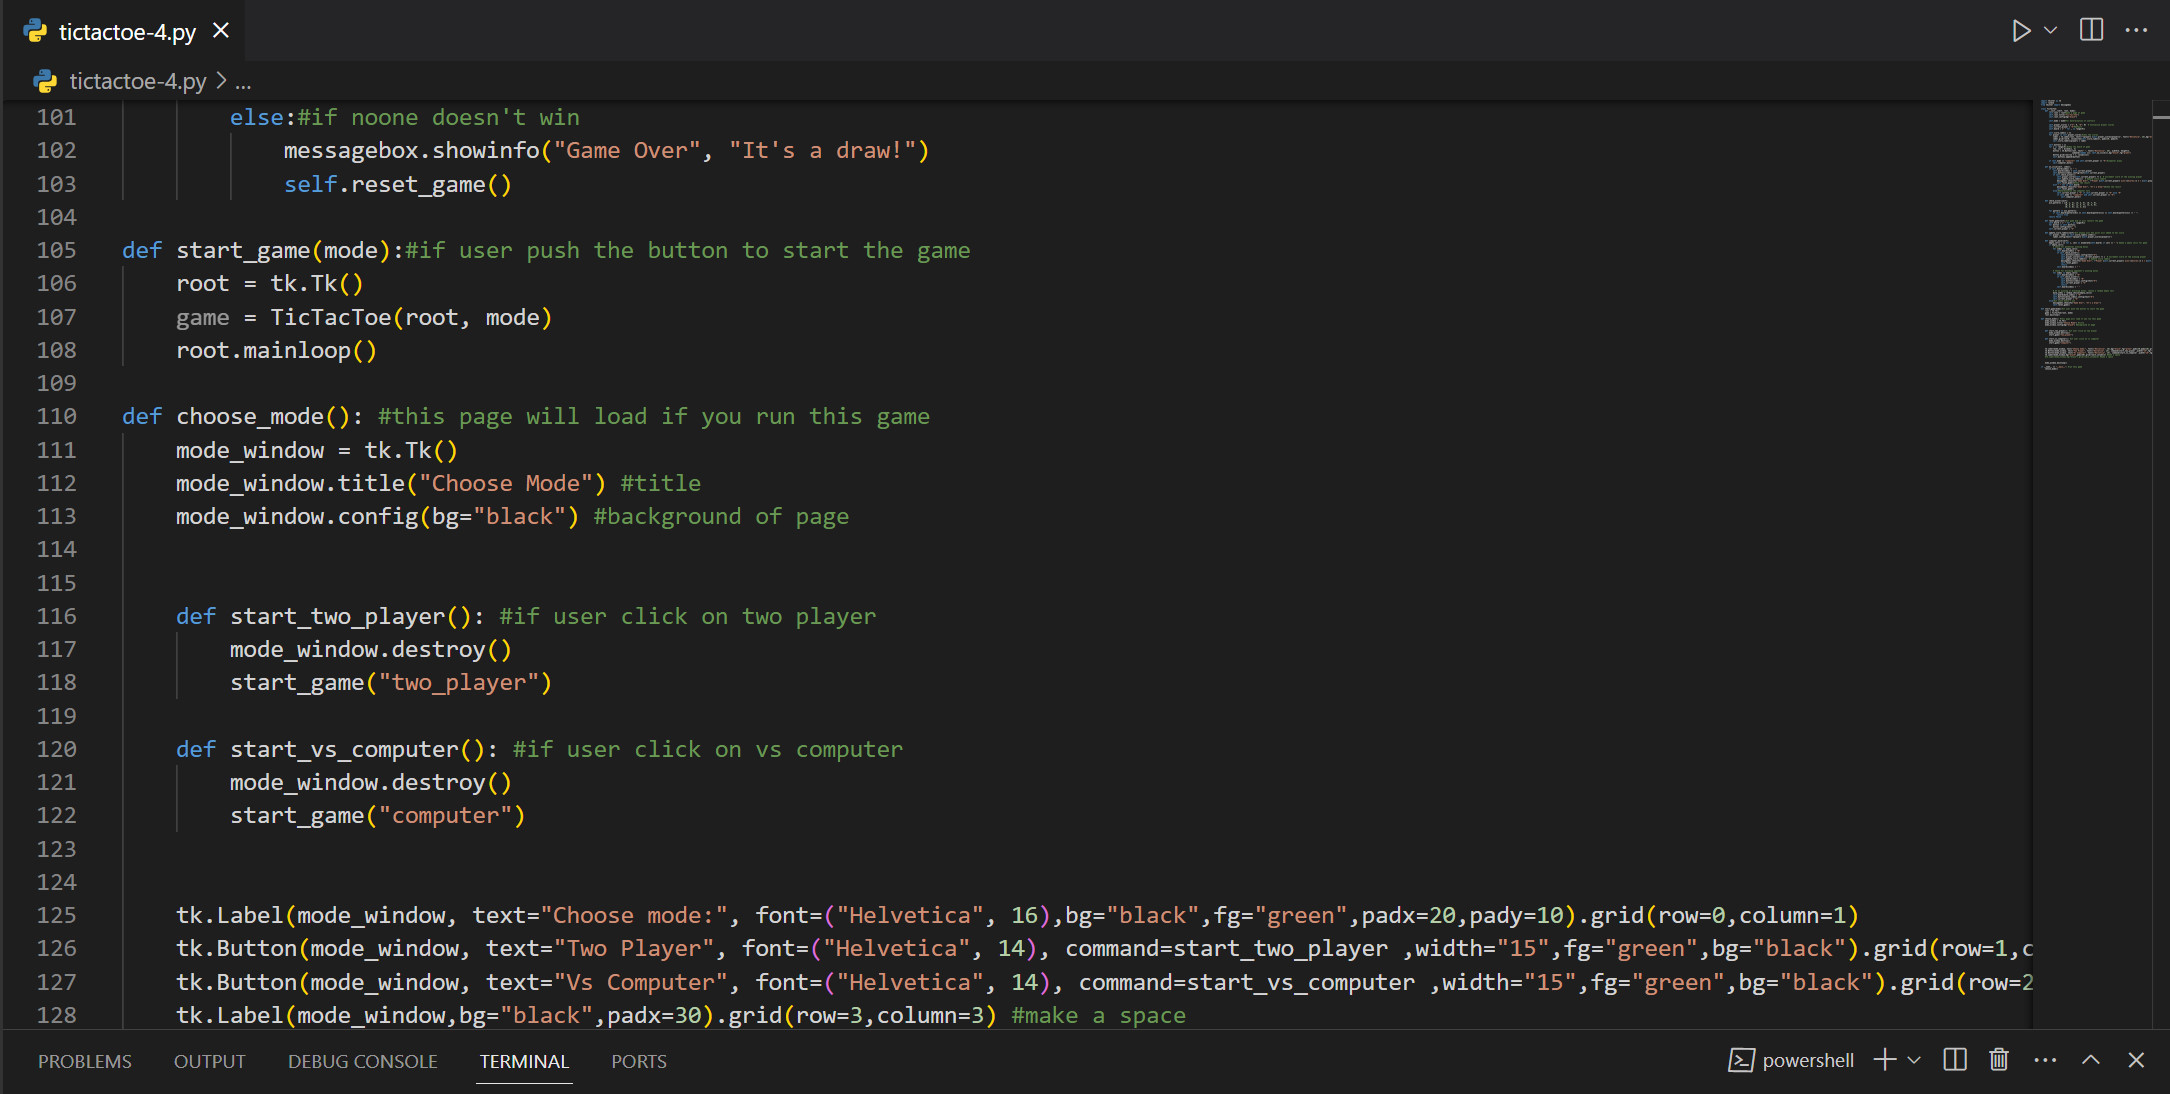 tictactoe-4.py
tictactoe-4.py > ...
101 else:#if noone doesn't win
102 messagebox.showinfo("Game Over", "It's a draw!")
103 self.reset_game()
104
105 def start_game(mode):#if user push the button to start the game
106 root = tk.Tk()
107 game = TicTacToe(root, mode)
108 root.mainloop()
109
110 def choose_mode(): #this page will load if you run this game
111 mode_window = tk.Tk()
112 mode_window.title("Choose Mode") #title
113 mode_window.config(bg="black") #background of page
114
115
116 def start_two_player(): #if user click on two player
117 mode_window.destroy()
118 start_game("two_player")
119
120 def start_vs_computer(): #if user click on vs computer
121 mode_window.destroy()
122 start_game("computer")
123
124
125 tk.Label(mode_window, text="Choose mode:", font=("Helvetica", 16),bg="black",fg="green",padx=20,pady=10).grid(row=0,column=1)
126 tk.Button(mode_window, text="Two Player", font=("Helvetica", 14), command=start_two_player ,width="15",fg="green",bg="black").grid(row=1,c
127 tk.Button(mode_window, text="Vs Computer", font=("Helvetica", 14), command=start_vs_computer ,width="15",fg="green",bg="black").grid(row=2
128 tk.Label(mode_window,bg="black",padx=30).grid(row=3,column=3) #make a space
PROBLEMS OUTPUT DEBUG CONSOLE TERMINAL PORTS powershell